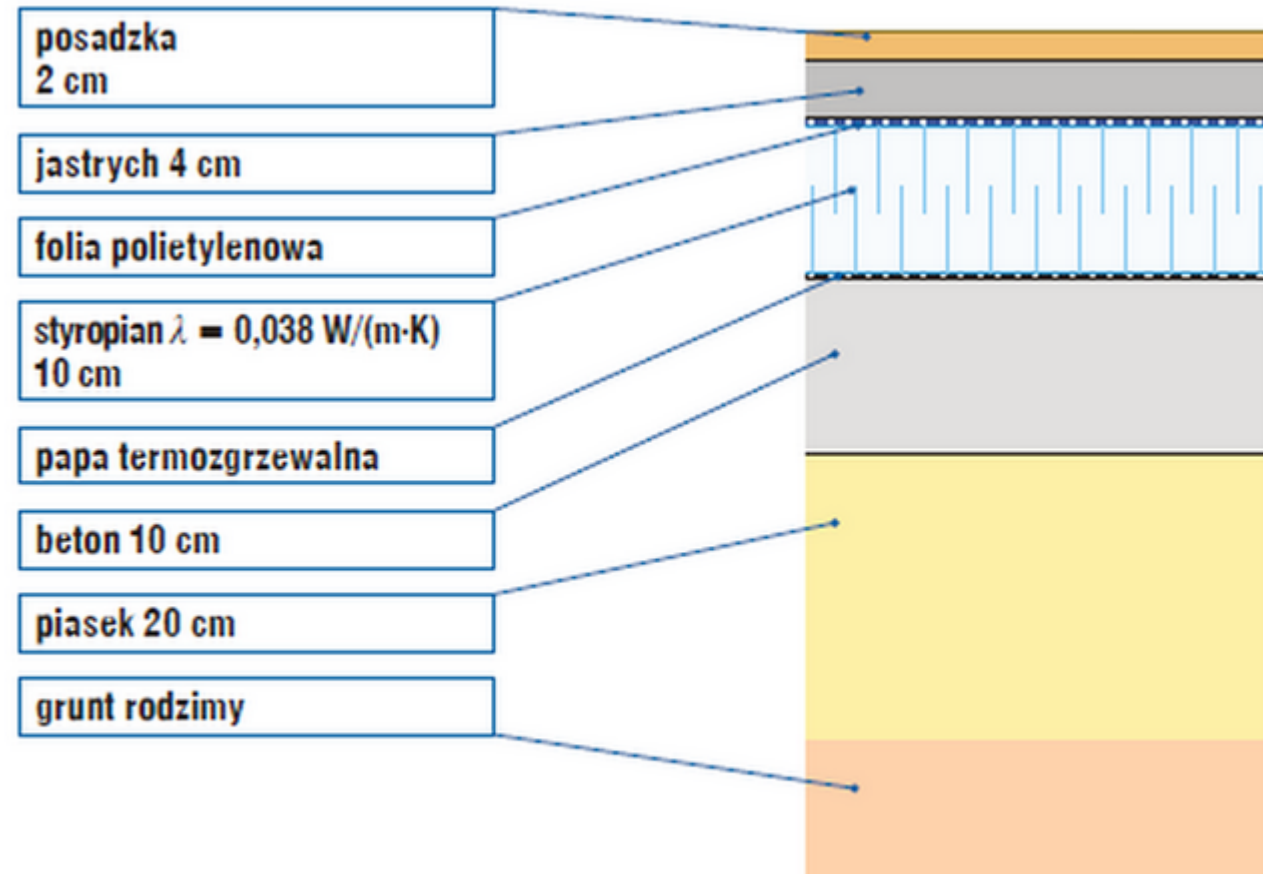 posadzka
2 cm
jastrych 4 cm
folia polietylenowa
styropian λ = 0,038 W/(m·K)
10 cm
papa termozgrzewalna
beton 10 cm
piasek 20 cm
grunt rodzimy